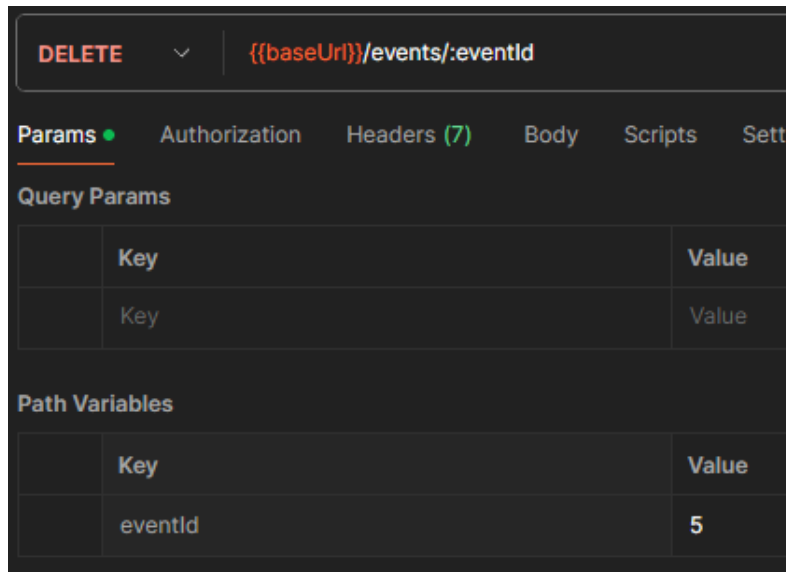 DELETE {{baseUrl}}/events/:eventId
Params Authorization Headers (7) Body Scripts Sett
Query Params
Key Value
Key Value
Path Variables
Key Value
eventId 5